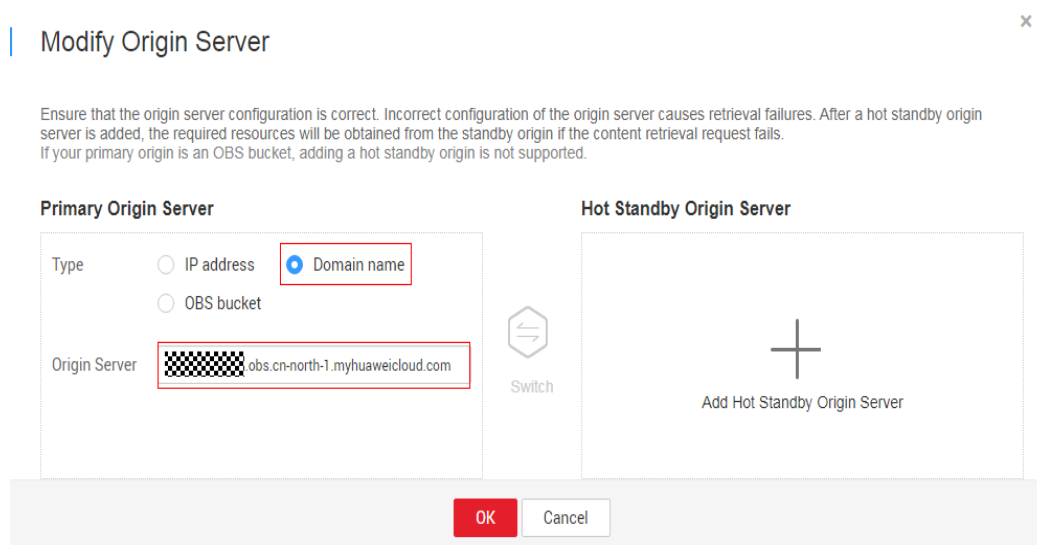 ×
Modify Origin Server
Ensure that the origin server configuration is correct. Incorrect configuration of the origin server causes retrieval failures. After a hot standby origin
server is added, the required resources will be obtained from the standby origin if the content retrieval request fails.
If your primary origin is an OBS bucket, adding a hot standby origin is not supported.
Primary Origin Server
Hot Standby Origin Server
Type
IP address
Domain name
OBS bucket
Origin Server
.obs.cn-north-1.myhuaweicloud.com
Switch
Add Hot Standby Origin Server
OK
Cancel